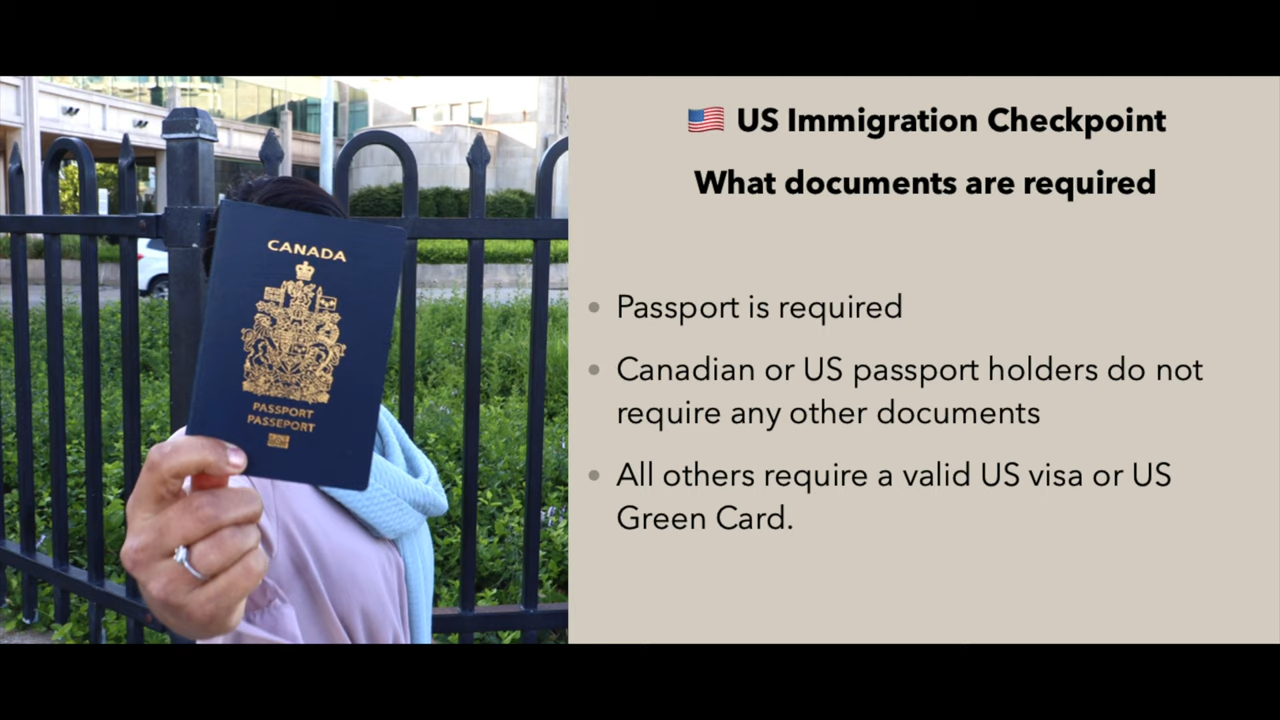 CANADA
PASSPORT
PASSEPORT
🇺🇸 US Immigration Checkpoint
What documents are required
• Passport is required
• Canadian or US passport holders do not
require any other documents
• All others require a valid US visa or US
Green Card.